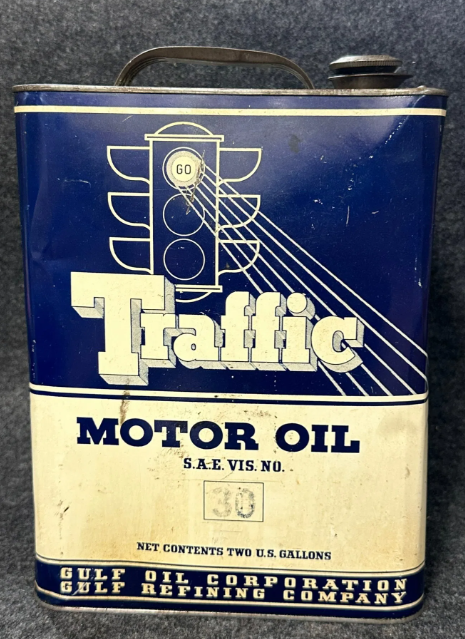 GO
Traffic
MOTOR OIL
S.A.E. VIS. NO.
30
NET CONTENTS TWO U.S. GALLONS
GULF OIL CORPORATION
GULF REFINING COMPANY